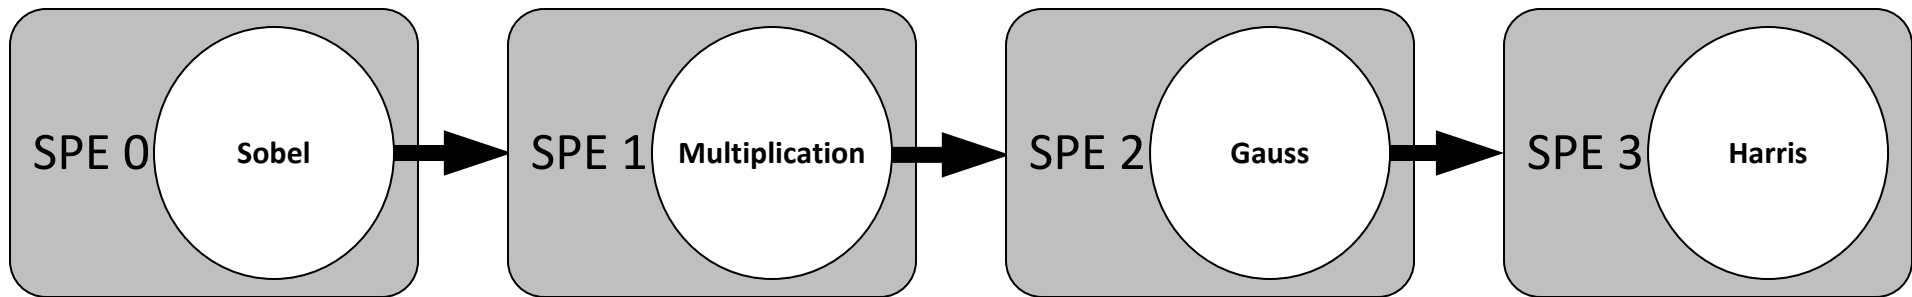 SPE 0
Sobel
SPE 1
Multiplication
SPE 2
Gauss
SPE 3
Harris